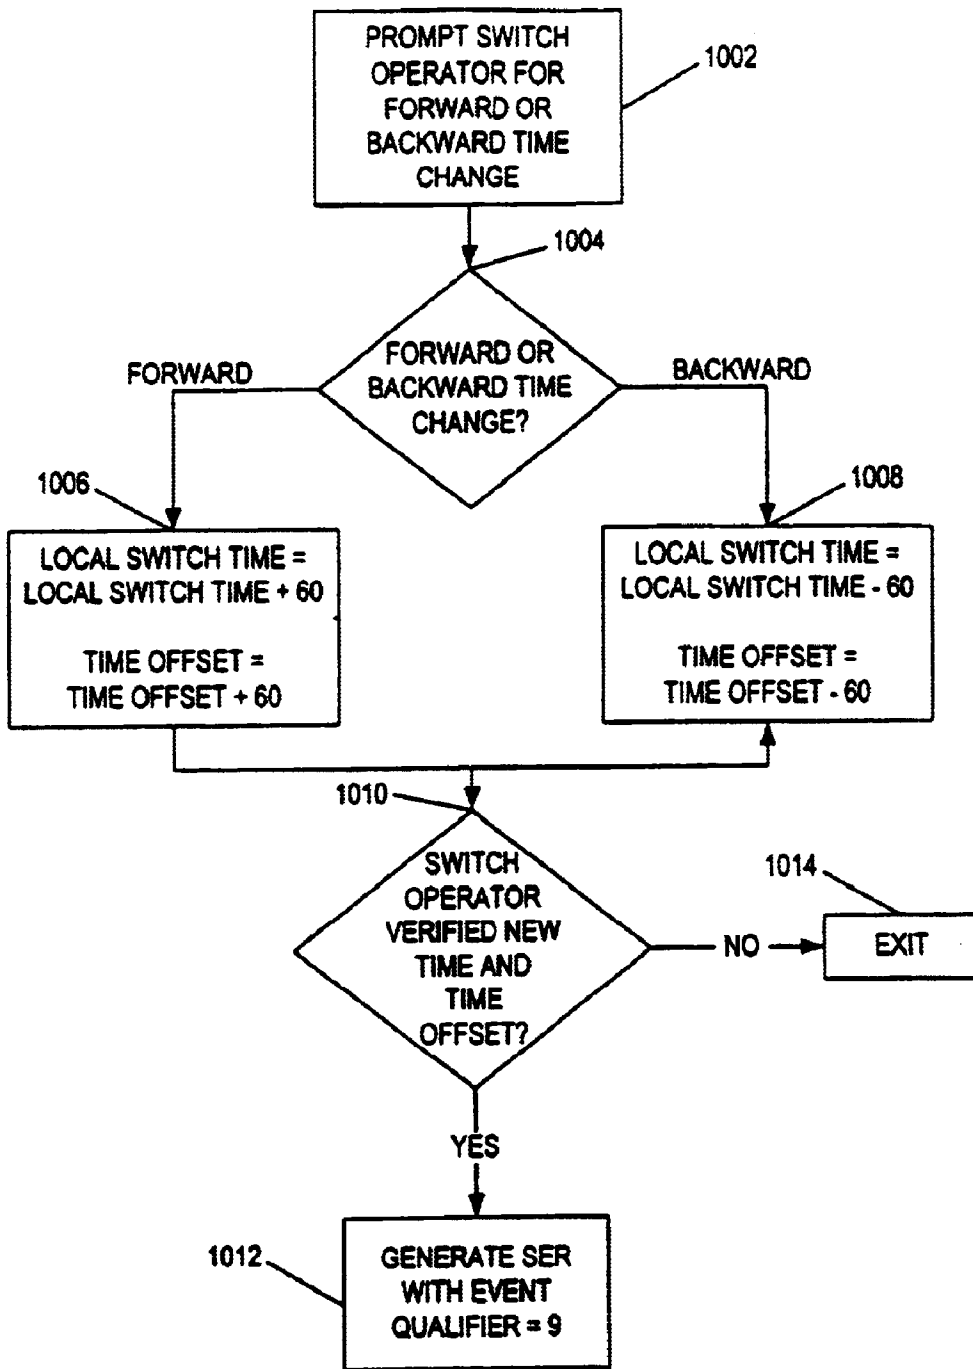 PROMPT SWITCH
OPERATOR FOR
FORWARD OR
BACKWARD TIME
CHANGE
1002
1004
FORWARD OR
BACKWARD TIME
CHANGE?
FORWARD
BACKWARD
1006
1008
LOCAL SWITCH TIME =
LOCAL SWITCH TIME + 60
TIME OFFSET =
TIME OFFSET + 60
LOCAL SWITCH TIME =
LOCAL SWITCH TIME - 60
TIME OFFSET =
TIME OFFSET - 60
1010
SWITCH
OPERATOR
VERIFIED NEW
TIME AND
TIME
OFFSET?
NO
1014
EXIT
YES
1012
GENERATE SER
WITH EVENT
QUALIFIER = 9